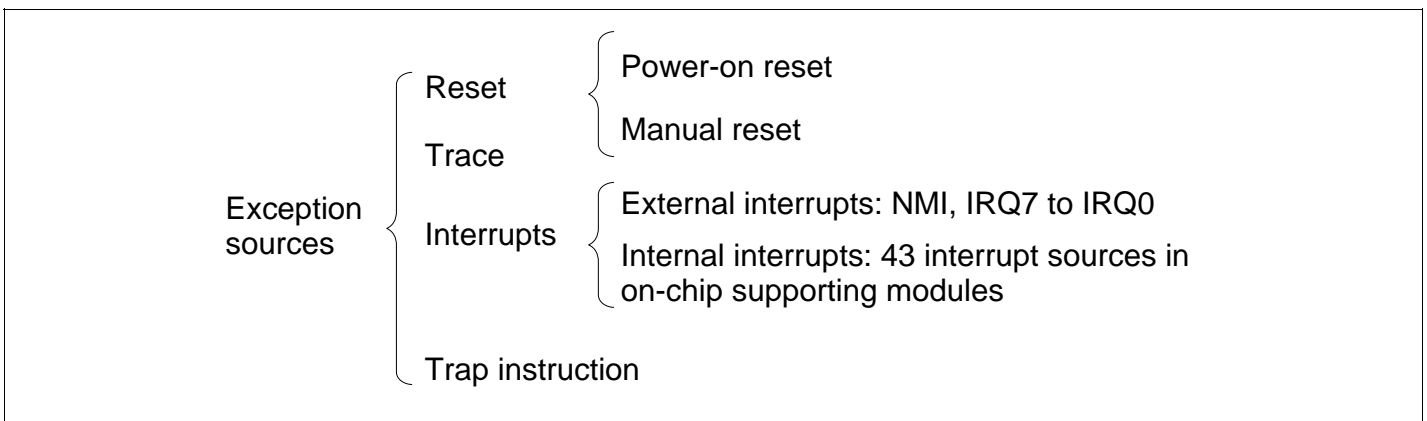 Exception
sources
Reset
Power-on reset
Manual reset
Trace
Interrupts
External interrupts: NMI, IRQ7 to IRQ0
Internal interrupts: 43 interrupt sources in
on-chip supporting modules
Trap instruction